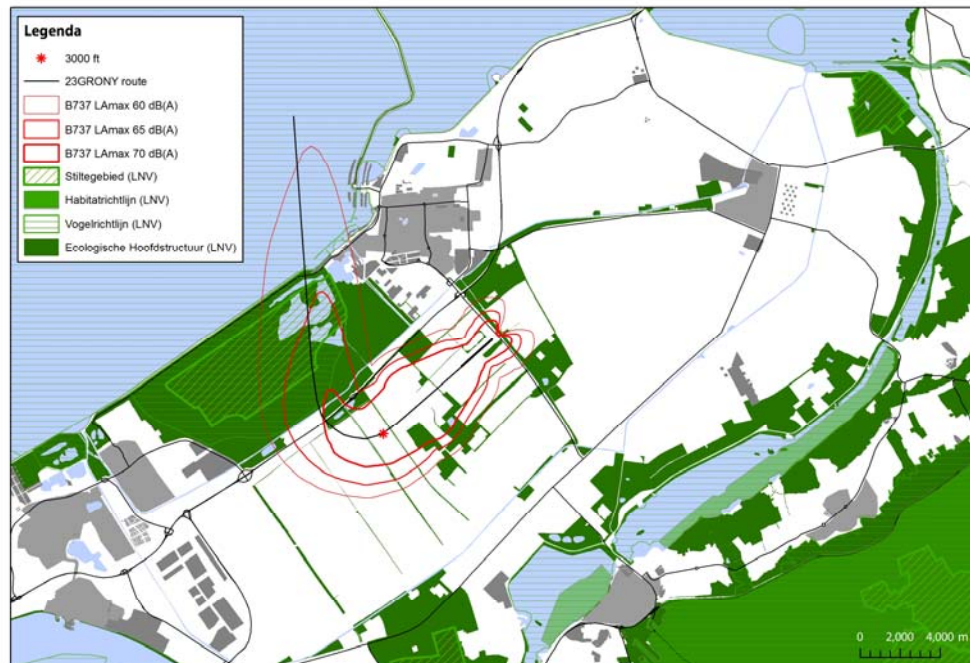 Legenda
3000 ft
23GRONY route
B737 LAmax 60 dB(A)
B737 LAmax 65 dB(A)
B737 LAmax 70 dB(A)
Stiltegebied (LNV)
Habitatrichtlijn (LNV)
Vogelrichtlijn (LNV)
Ecologische Hoofdstructuur (LNV)
0 2,000 4,000 m